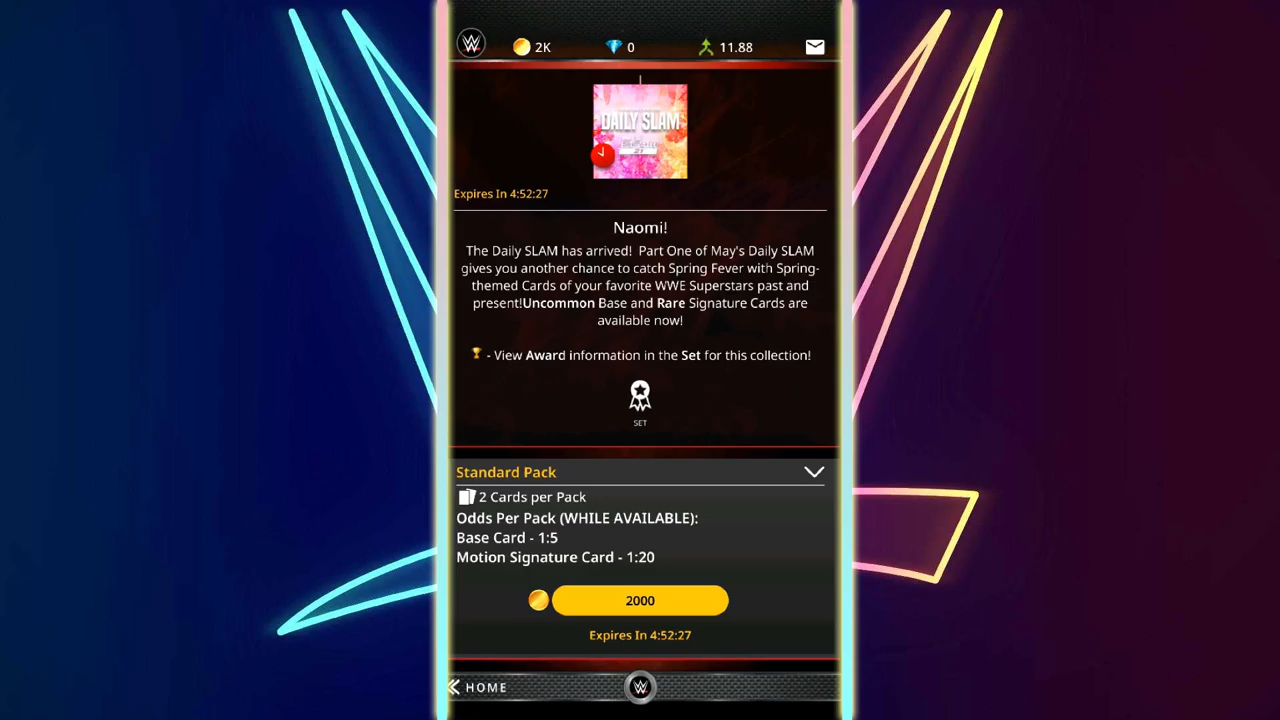 2K
0
11.88
DAILY SLAM
21
Expires In 4:52:27
Naomi!
The Daily SLAM has arrived!  Part One of May's Daily SLAM
gives you another chance to catch Spring Fever with Spring-
themed Cards of your favorite WWE Superstars past and
present!Uncommon Base and Rare Signature Cards are
available now!
- View Award information in the Set for this collection!
SET
Standard Pack
2 Cards per Pack
Odds Per Pack (WHILE AVAILABLE):
Base Card - 1:5
Motion Signature Card - 1:20
2000
Expires In 4:52:27
HOME